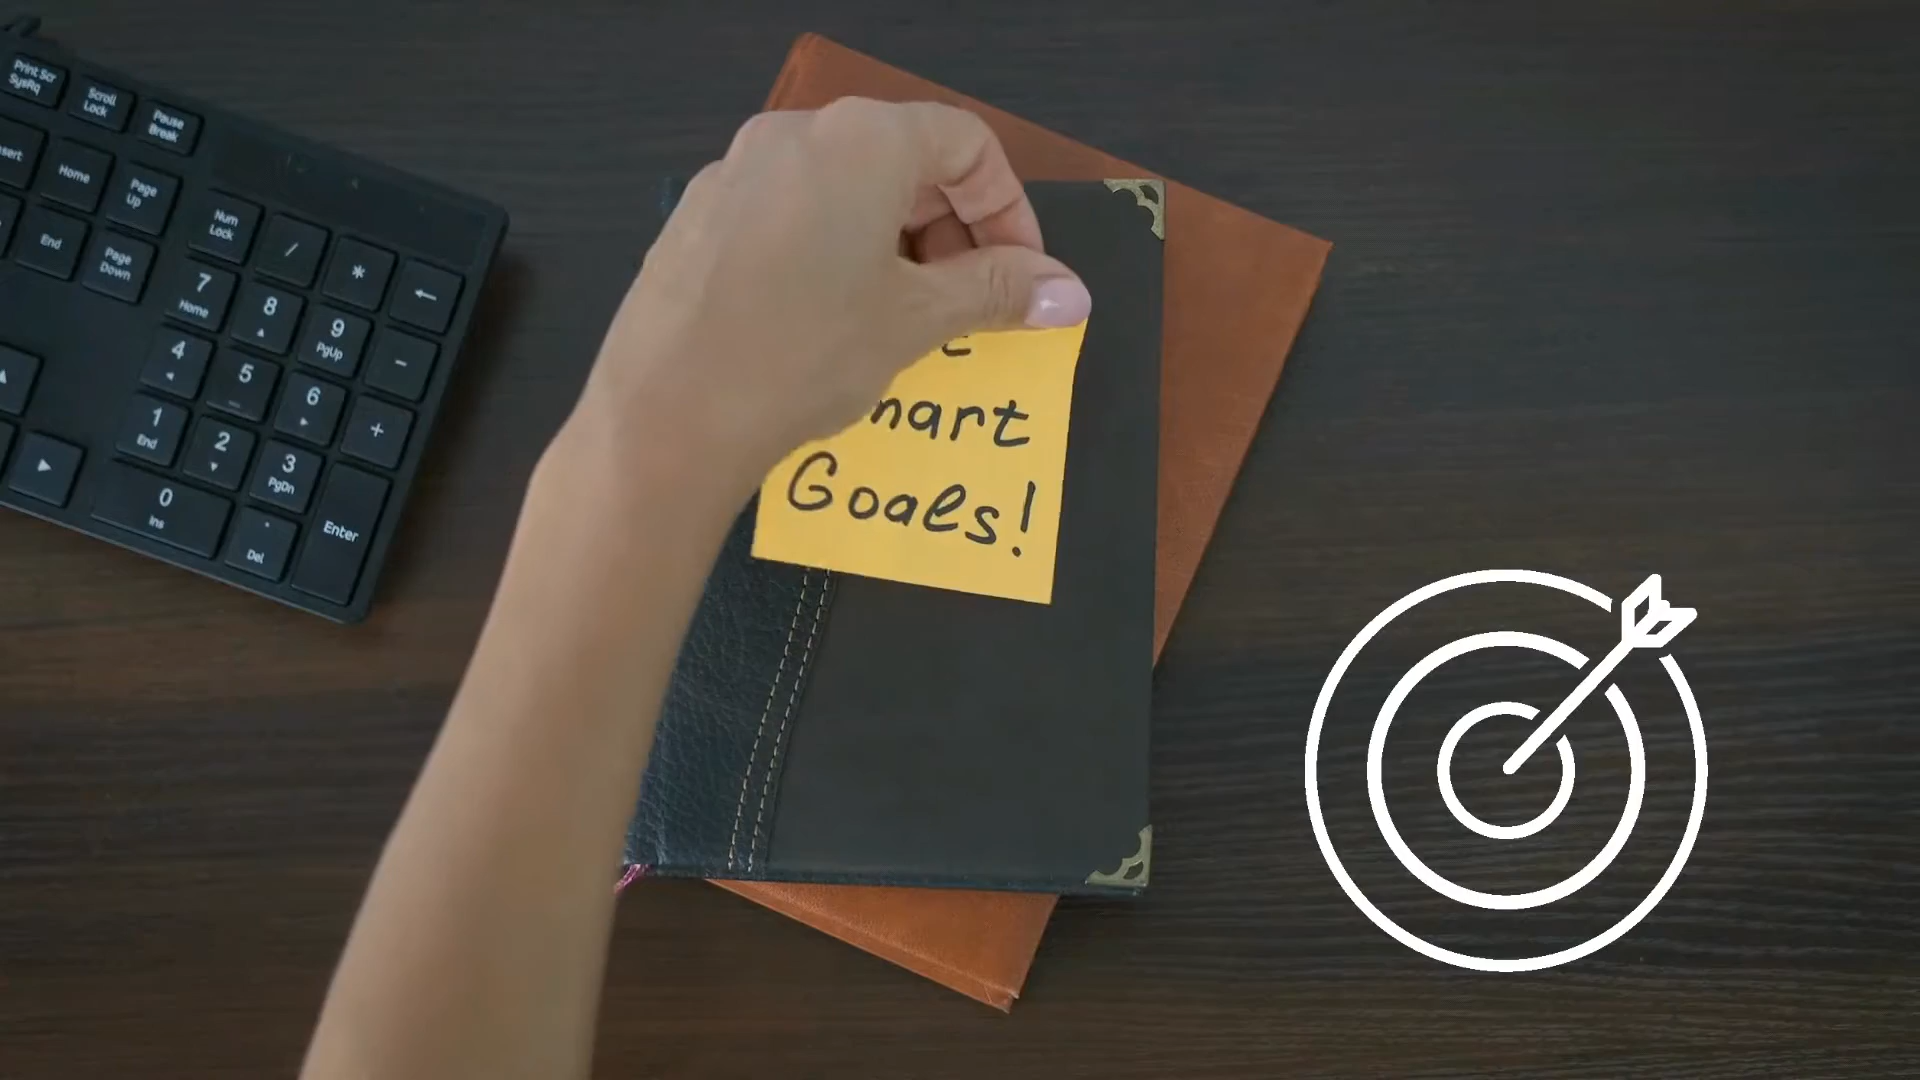 Print Scr
SysRq
Scroll
Lock
Pause
Break
Home
Page
Up
End
Page
Down
Num
Lock
/
*
←
7
Home
8
9
PgUp
-
4
5
6
+
1
End
2
3
PgDn
0
Ins
.
Del
Enter
Goals!